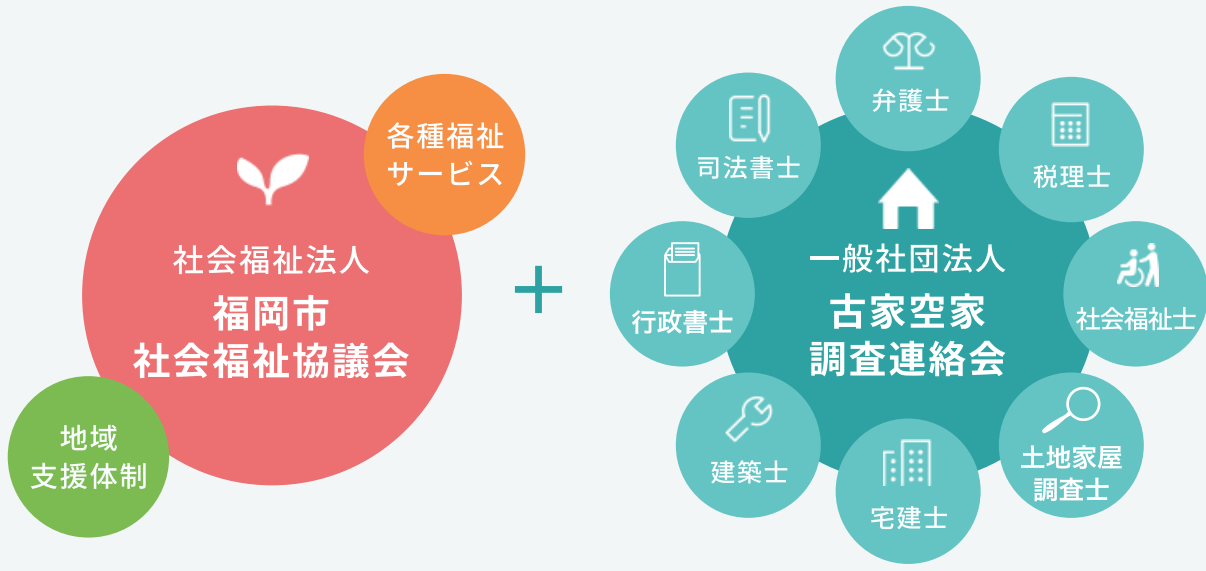 各種福祉
サービス
社会福祉法人
福岡市
社会福祉協議会
地域
支援体制
一般社団法人
古家空家
調査連絡会
弁護士
税理士
社会福祉士
土地家屋
調査士
宅建士
建築士
行政書士
司法書士